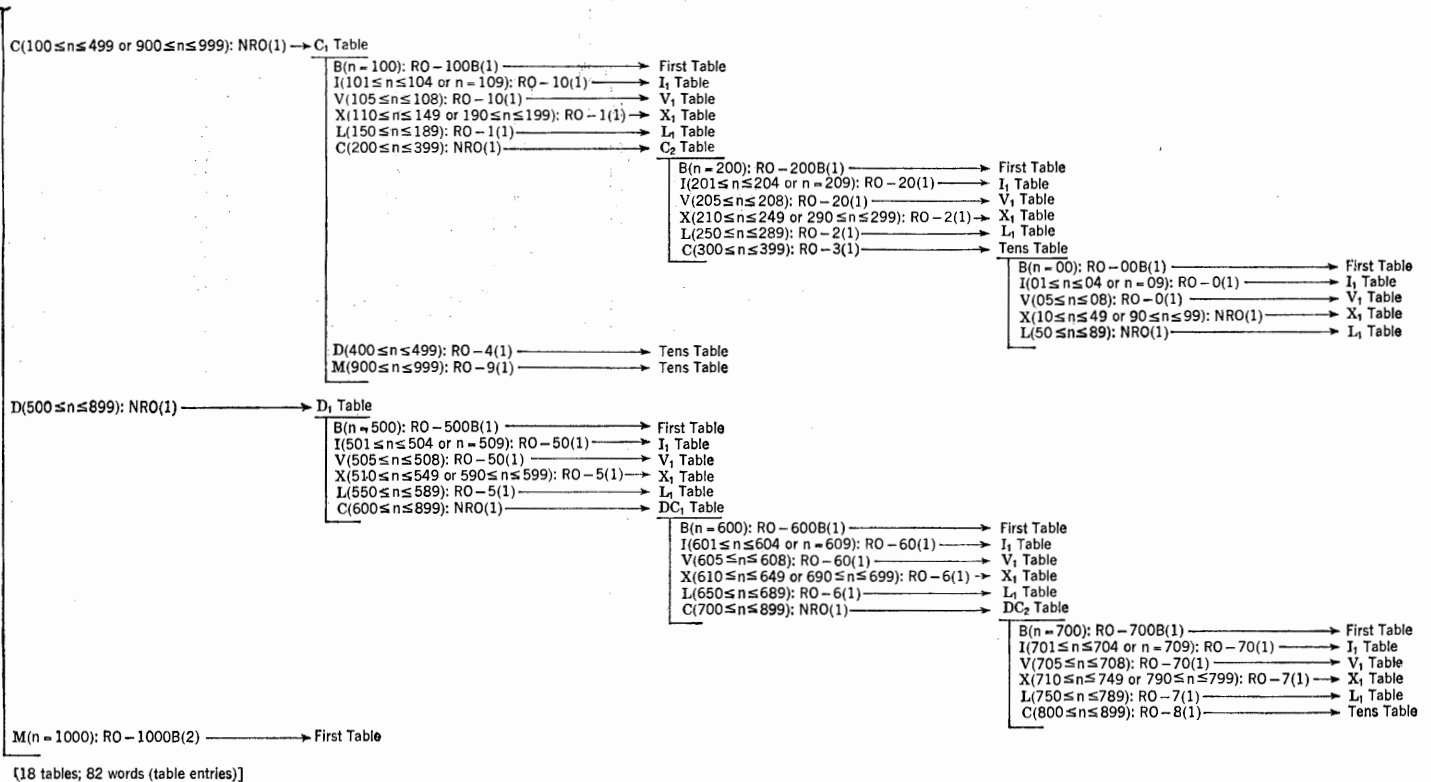 C(100≤n≤499 or 900≤n≤999): NRO(1) → C₁ Table
B(n = 100): RO – 100B(1) → First Table
I(101≤n≤104 or n = 109): RO – 10(1) → I₁ Table
V(105≤n≤108): RO – 10(1) → V₁ Table
X(110≤n≤149 or 190≤n≤199): RO – 1(1) → X₁ Table
L(150≤n≤189): RO – 1(1) → L₁ Table
C(200≤n≤399): NRO(1) → C₂ Table
B(n = 200): RO – 200B(1) → First Table
I(201≤n≤204 or n = 209): RO – 20(1) → I₁ Table
V(205≤n≤208): RO – 20(1) → V₁ Table
X(210≤n≤249 or 290≤n≤299): RO – 2(1) → X₁ Table
L(250≤n≤289): RO – 2(1) → L₁ Table
C(300≤n≤399): RO – 3(1) → Tens Table
B(n = 00): RO – 00B(1) → First Table
I(01≤n≤04 or n = 09): RO – 0(1) → I₁ Table
V(05≤n≤08): RO – 0(1) → V₁ Table
X(10≤n≤49 or 90≤n≤99): NRO(1) → X₁ Table
L(50≤n≤89): NRO(1) → L₁ Table
D(400≤n≤499): RO – 4(1) → Tens Table
M(900≤n≤999): RO – 9(1) → Tens Table
D(500≤n≤899): NRO(1) → D₁ Table
B(n = 500): RO – 500B(1) → First Table
I(501≤n≤504 or n = 509): RO – 50(1) → I₁ Table
V(505≤n≤508): RO – 50(1) → V₁ Table
X(510≤n≤549 or 590≤n≤599): RO – 5(1) → X₁ Table
L(550≤n≤589): RO – 5(1) → L₁ Table
C(600≤n≤899): NRO(1) → DC₁ Table
B(n = 600): RO – 600B(1) → First Table
I(601≤n≤604 or n = 609): RO – 60(1) → I₁ Table
V(605≤n≤608): RO – 60(1) → V₁ Table
X(610≤n≤649 or 690≤n≤699): RO – 6(1) → X₁ Table
L(650≤n≤689): RO – 6(1) → L₁ Table
C(700≤n≤899): NRO(1) → DC₂ Table
B(n = 700): RO – 700B(1) → First Table
I(701≤n≤704 or n = 709): RO – 70(1) → I₁ Table
V(705≤n≤708): RO – 70(1) → V₁ Table
X(710≤n≤749 or 790≤n≤799): RO – 7(1) → X₁ Table
L(750≤n≤789): RO – 7(1) → L₁ Table
C(800≤n≤899): RO – 8(1) → Tens Table
M(n = 1000): RO – 1000B(2) → First Table
[18 tables; 82 words (table entries)]